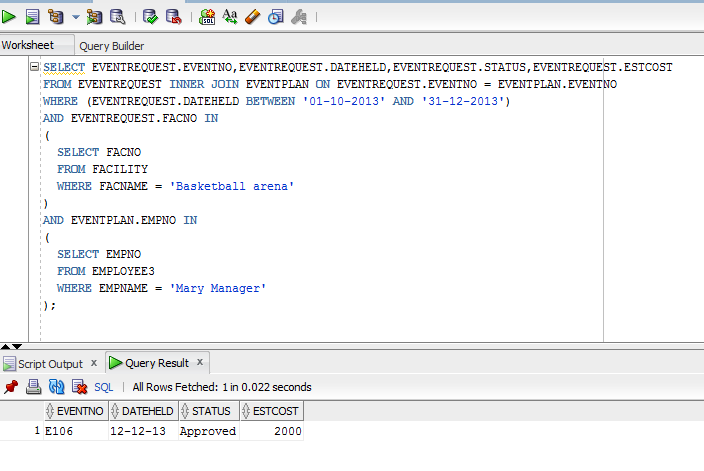 SQL Aa
Worksheet Query Builder
SELECT EVENTREQUEST.EVENTNO,EVENTREQUEST.DATEHELD,EVENTREQUEST.STATUS,EVENTREQUEST.ESTCOST
FROM EVENTREQUEST INNER JOIN EVENTPLAN ON EVENTREQUEST.EVENTNO = EVENTPLAN.EVENTNO
WHERE (EVENTREQUEST.DATEHELD BETWEEN '01-10-2013' AND '31-12-2013')
AND EVENTREQUEST.FACNO IN
(
SELECT FACNO
FROM FACILITY
WHERE FACNAME = 'Basketball arena'
)
AND EVENTPLAN.EMPNO IN
(
SELECT EMPNO
FROM EMPLOYEE3
WHERE EMPNAME = 'Mary Manager'
);
Script Output x Query Result x
SQL | All Rows Fetched: 1 in 0.022 seconds
EVENTNO DATEHELD STATUS ESTCOST
1 E106 12-12-13 Approved 2000